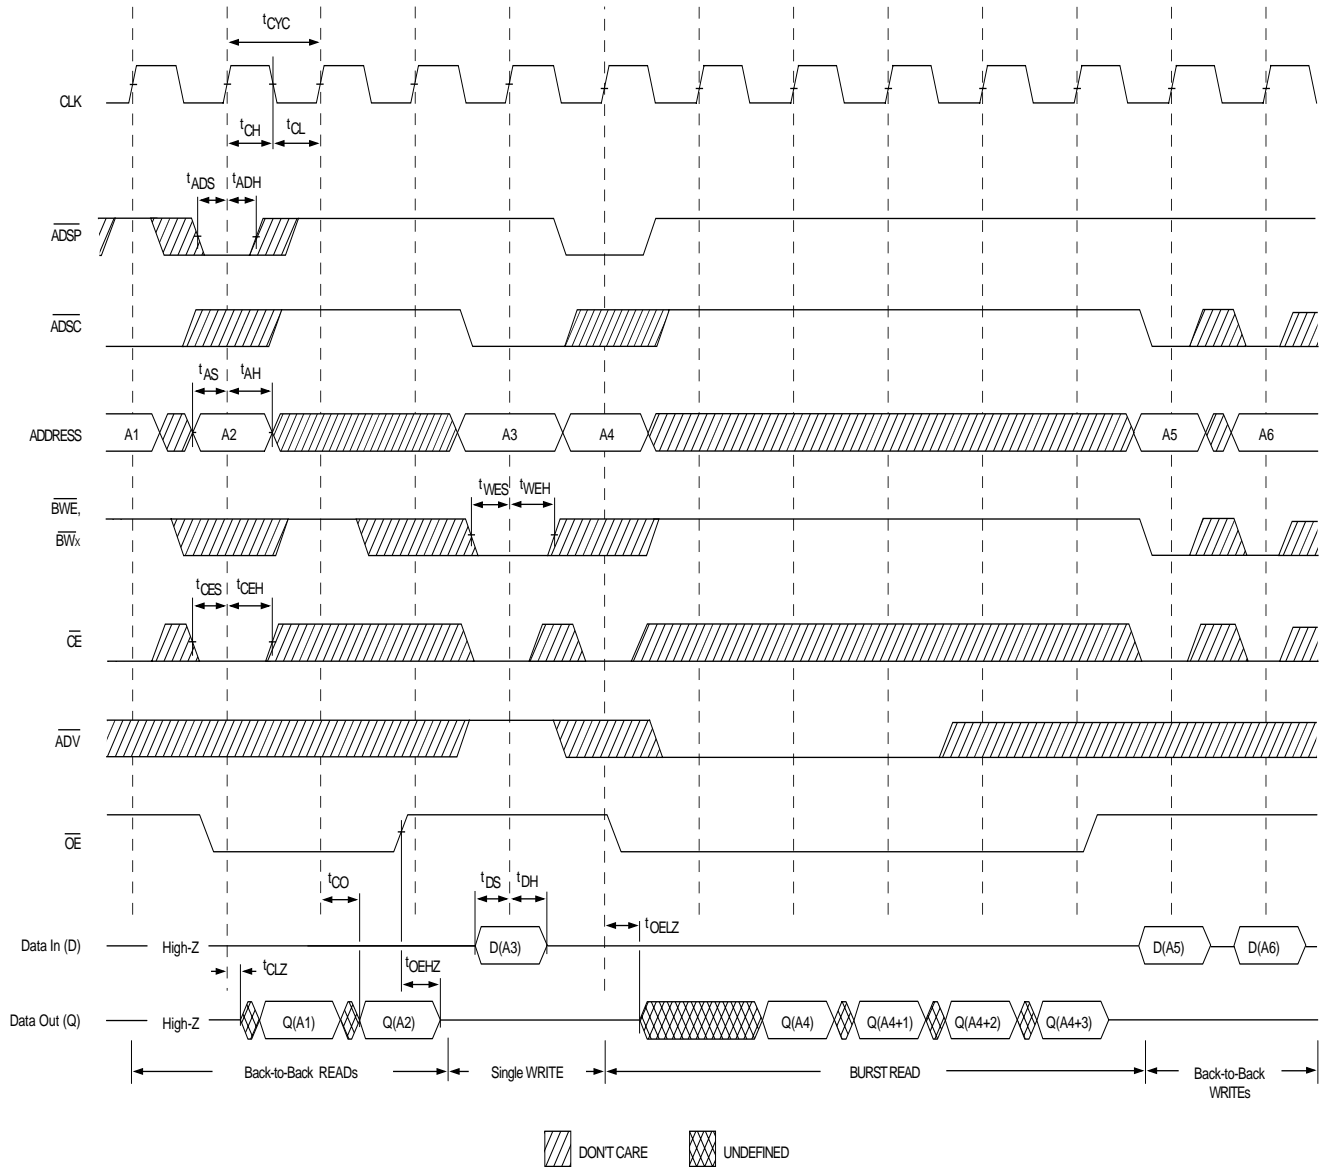 tCYC
CLK
tCH tCL
tADS tADH
ADSP
ADSC
tAS tAH
ADDRESS A1 A2 A3 A4 A5 A6
tWES tWEH
BWE,
BWx
tCES tCEH
CE
ADV
OE
tCO tDS tDH
tOELZ
Data In (D) High-Z D(A3) D(A5) D(A6)
tCLZ tOEHZ
Data Out (Q) High-Z Q(A1) Q(A2) Q(A4) Q(A4+1) Q(A4+2) Q(A4+3)
Back-to-Back READs Single WRITE BURST READ Back-to-Back
WRITEs
DON'T CARE UNDEFINED